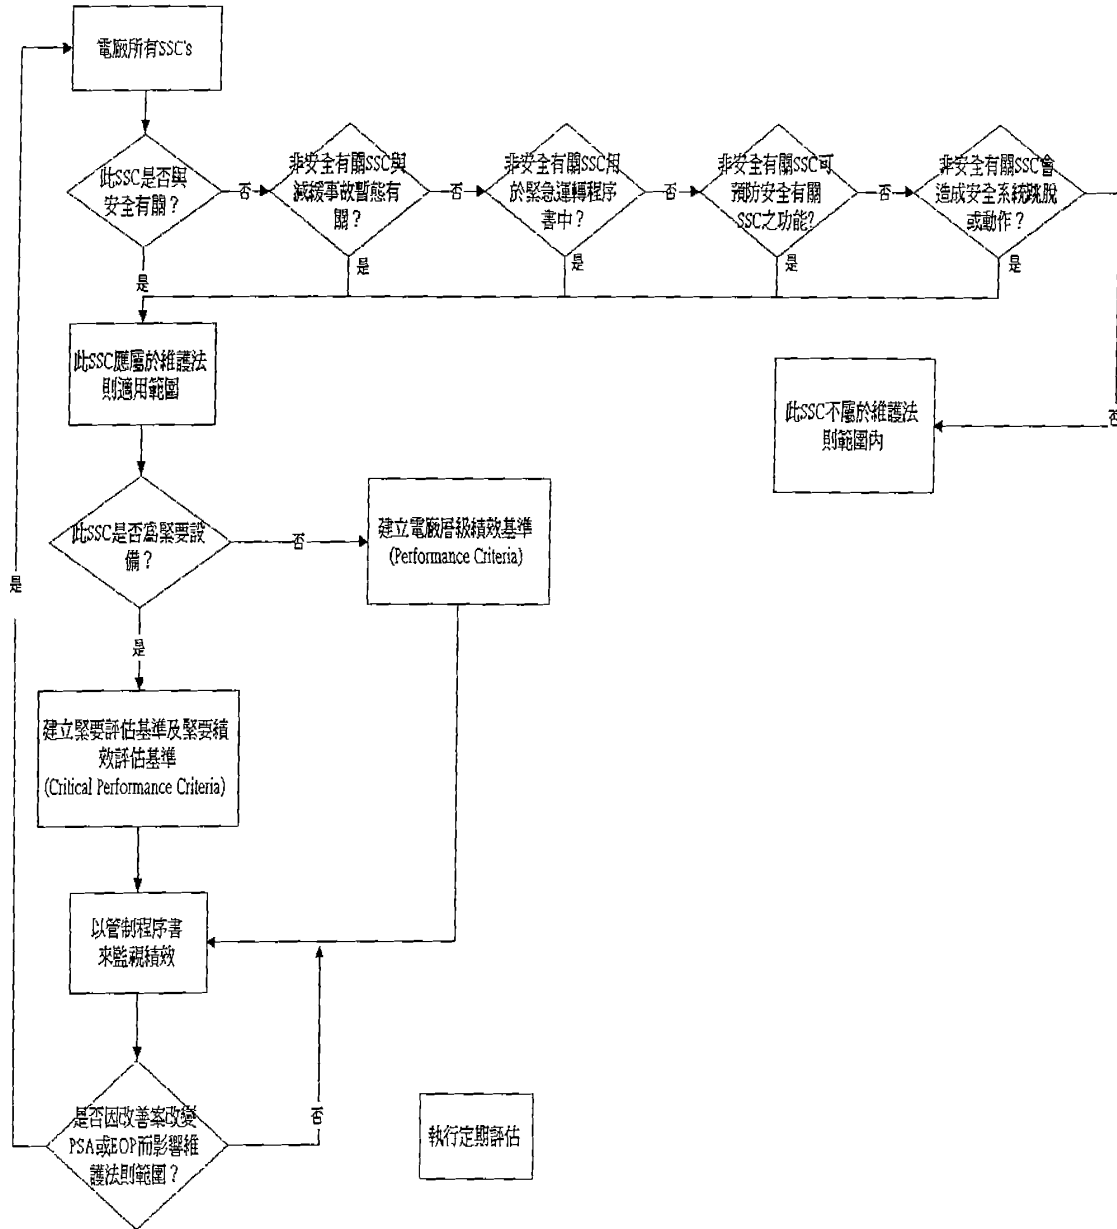 電廠所有SSC's
此SSC是否與
安全有關？
否
非安全有關SSC與
減緩事故暫態有
關？
否
非安全有關SSC用
於緊急運轉程序
書中？
否
非安全有關SSC可
預防安全有關
SSC之功能?
否
非安全有關SSC會
造成安全系統跳脫
或動作？
是
是
是
是
是
此SSC應屬於維護法
則適用範圍
此SSC不屬於維護法
則範圍內
否
此SSC是否為緊要設
備？
否
建立電廠層級績效基準
(Performance Criteria)
是
是
建立緊要評估基準及緊要績
效評估基準
(Critical Performance Criteria)
以管制程序書
來監視績效
是否因改善案改變
PSA或EOP而影響維
護法則範圍？
否
執行定期評估